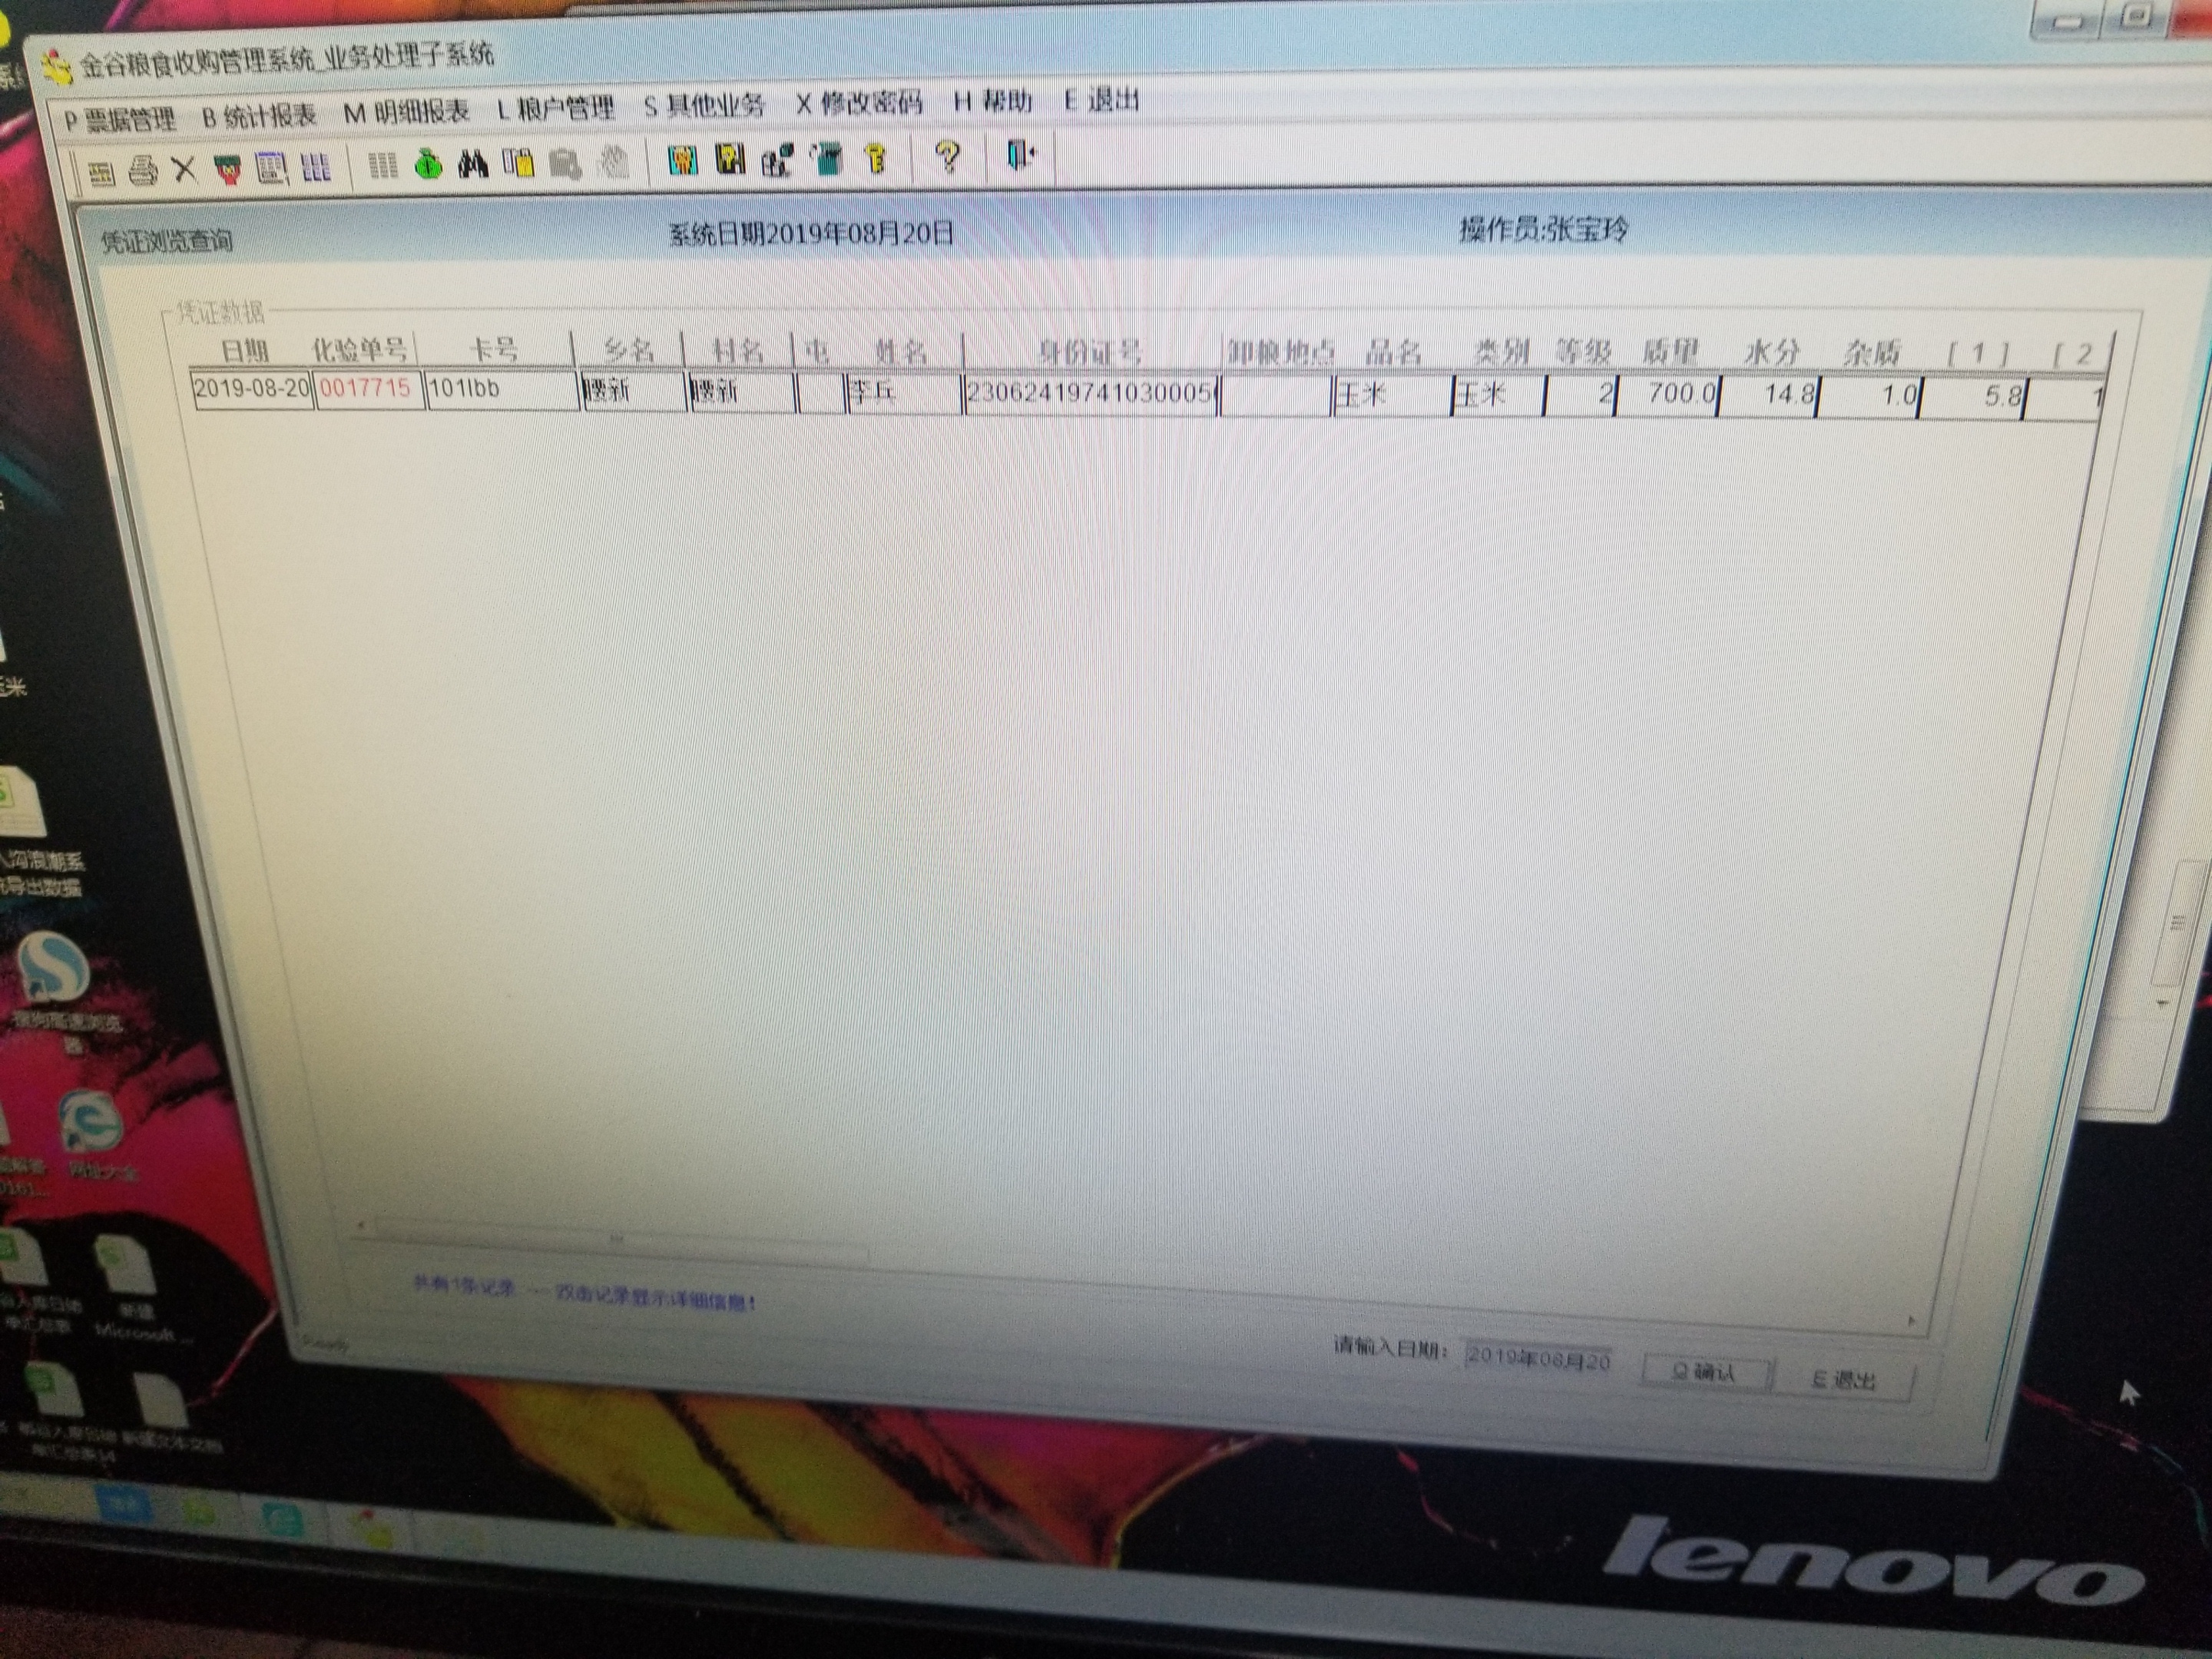 金谷粮食收购管理系统_业务处理子系统
P 票据管理 B 统计报表 M 明细报表 L 粮户管理 S 其他业务 X 修改密码 H 帮助 E 退出
凭证浏览查询 系统日期2019年08月20日 操作员:张宝玲
凭证数据
日期 化验单号 卡号 乡名 村名 屯 姓名 身份证号 卸粮地点 品名 类别 等级 质量 水分 杂质 [ 1 ] [ 2
2019-08-20 0017715 101lbb 腰新 腰新 李兵 23062419741030005 玉米 玉米 2 700.0 14.8 1.0 5.8 1
米
沟浪潮系
导出数据
搜狗高速浏览
器
网址大全
新建
Microsoft ...
共有1条记录 --- 双击记录显示详细信息!
Ready
请输入日期: 2019年08月20 O 确认 E 退出
lenovo